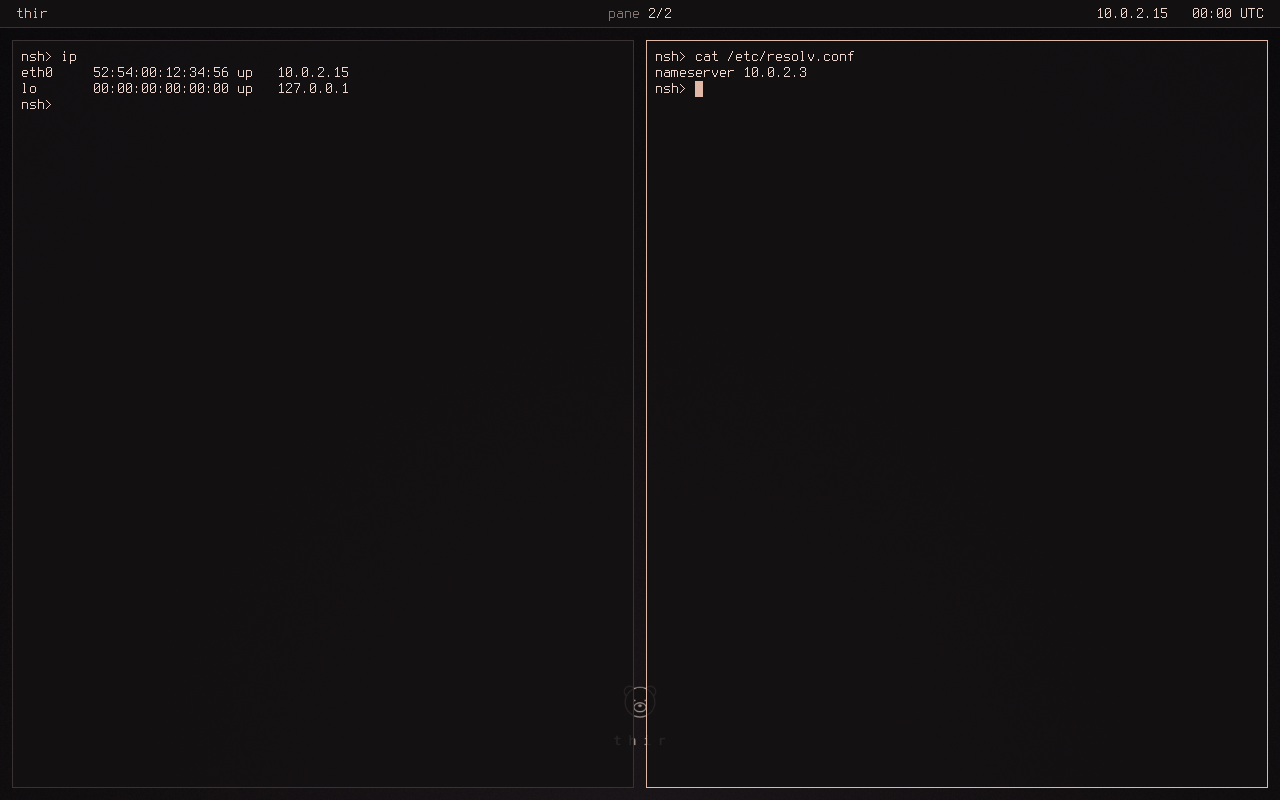 thir
pane 2/2
10.0.2.15 00:00 UTC
nsh> ip
eth0 52:54:00:12:34:56 up 10.0.2.15
lo 00:00:00:00:00:00 up 127.0.0.1
nsh>
nsh> cat /etc/resolv.conf
nameserver 10.0.2.3
nsh>
thir